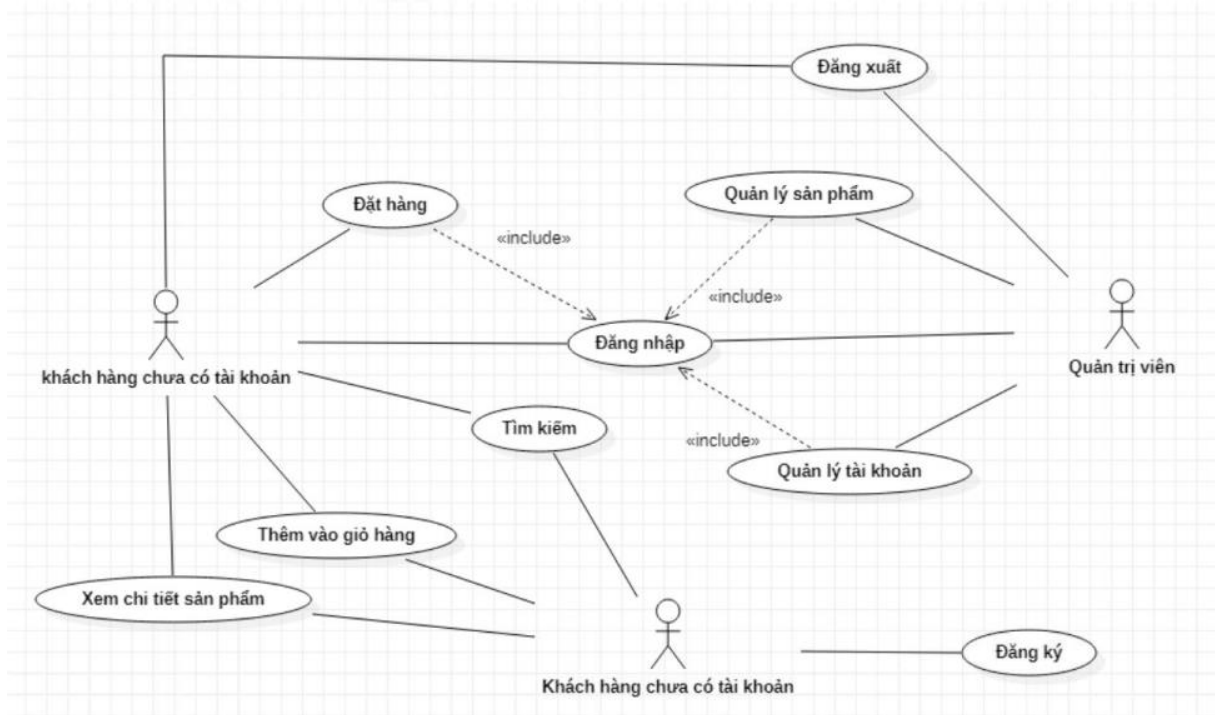 Đăng xuất
Đặt hàng
Quản lý sản phẩm
«include»
«include»
Đăng nhập
khách hàng chưa có tài khoản
Quản trị viên
Tìm kiếm
«include»
Quản lý tài khoản
Thêm vào giỏ hàng
Xem chi tiết sản phẩm
Đăng ký
Khách hàng chưa có tài khoản